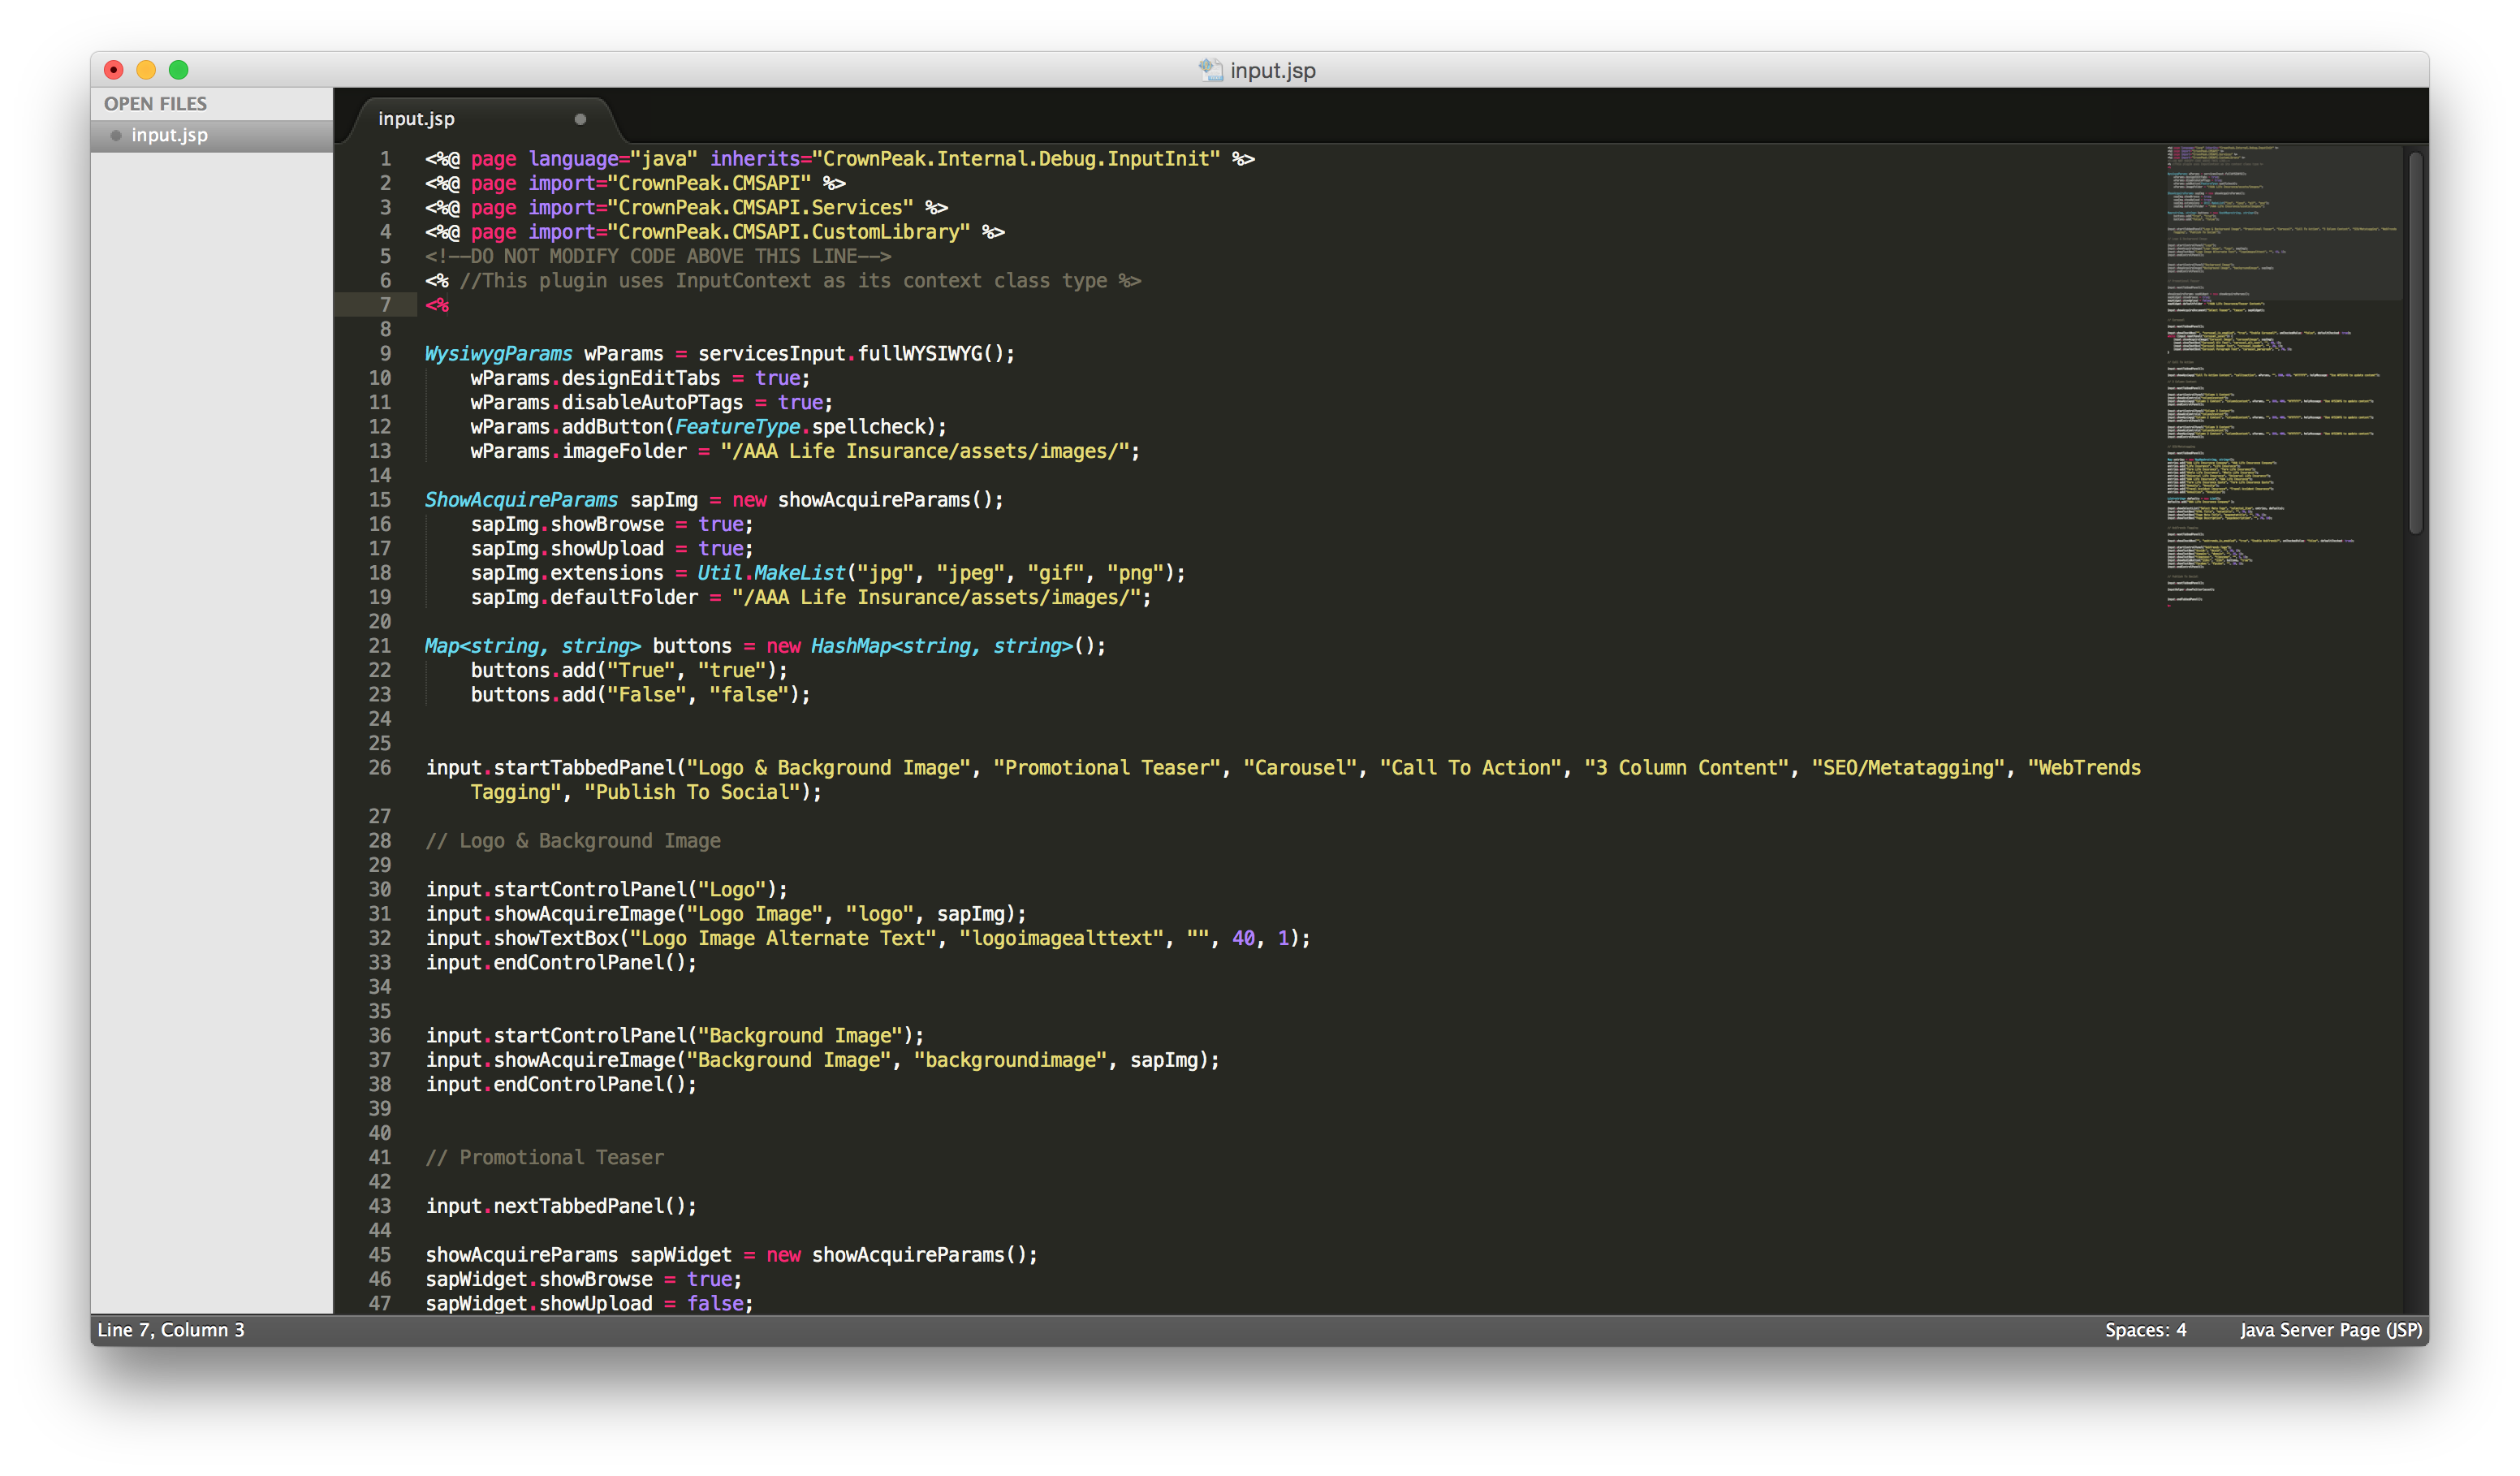 input.jsp
OPEN FILES
input.jsp
input.jsp
1 <%@ page language="java" inherits="CrownPeak.Internal.Debug.InputInit" %>
2 <%@ page import="CrownPeak.CMSAPI" %>
3 <%@ page import="CrownPeak.CMSAPI.Services" %>
4 <%@ page import="CrownPeak.CMSAPI.CustomLibrary" %>
5 <!--DO NOT MODIFY CODE ABOVE THIS LINE-->
6 <% //This plugin uses InputContext as its context class type %>
7 <%
8
9 WysiwygParams wParams = servicesInput.fullWYSIWYG();
10 wParams.designEditTabs = true;
11 wParams.disableAutoPTags = true;
12 wParams.addButton(FeatureType.spellcheck);
13 wParams.imageFolder = "/AAA Life Insurance/assets/images/";
14
15 ShowAcquireParams sapImg = new showAcquireParams();
16 sapImg.showBrowse = true;
17 sapImg.showUpload = true;
18 sapImg.extensions = Util.MakeList("jpg", "jpeg", "gif", "png");
19 sapImg.defaultFolder = "/AAA Life Insurance/assets/images/";
20
21 Map<string, string> buttons = new HashMap<string, string>();
22 buttons.add("True", "true");
23 buttons.add("False", "false");
24
25
26 input.startTabbedPanel("Logo & Background Image", "Promotional Teaser", "Carousel", "Call To Action", "3 Column Content", "SEO/Metatagging", "WebTrends
Tagging", "Publish To Social");
27
28 // Logo & Background Image
29
30 input.startControlPanel("Logo");
31 input.showAcquireImage("Logo Image", "logo", sapImg);
32 input.showTextBox("Logo Image Alternate Text", "logoimagealttext", "", 40, 1);
33 input.endControlPanel();
34
35
36 input.startControlPanel("Background Image");
37 input.showAcquireImage("Background Image", "backgroundimage", sapImg);
38 input.endControlPanel();
39
40
41 // Promotional Teaser
42
43 input.nextTabbedPanel();
44
45 showAcquireParams sapWidget = new showAcquireParams();
46 sapWidget.showBrowse = true;
47 sapWidget.showUpload = false;
Line 7, Column 3
Spaces: 4
Java Server Page (JSP)